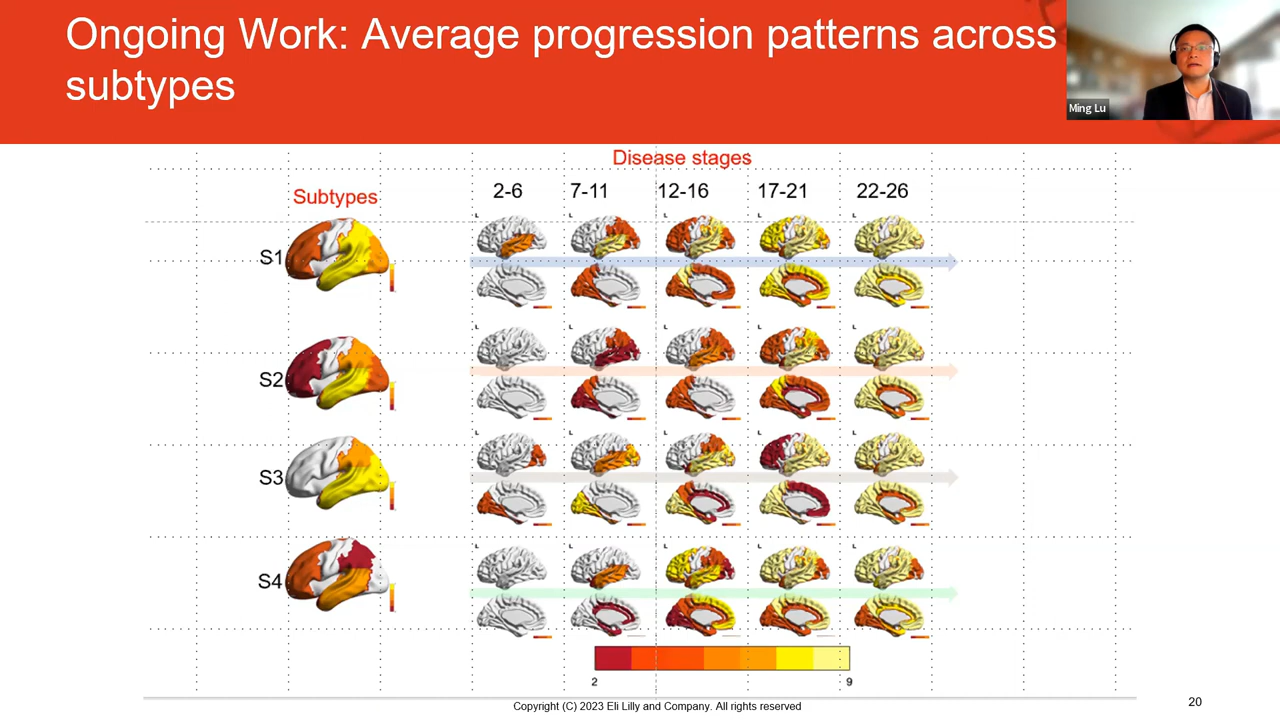 Ongoing Work: Average progression patterns across
subtypes
Ming Lu
Disease stages
Subtypes
2-6 7-11 12-16 17-21 22-26
L L L L L
S1
L L L L L
S2
L L L L L
S3
L L L L L
S4
2 9
Copyright (C) 2023 Eli Lilly and Company. All rights reserved
20